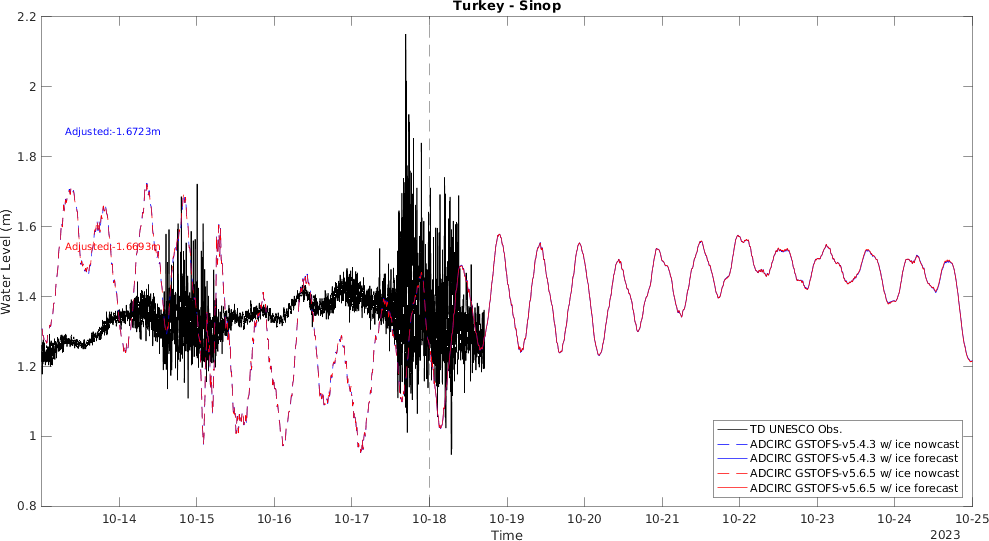 Turkey - Sinop
2.2
2
1.8
1.6
1.4
1.2
1
0.8
Water Level (m)
Adjusted:-1.6723m
Adjusted:-1.6693m
TD UNESCO Obs.
ADCIRC GSTOFS-v5.4.3 w/ ice nowcast
ADCIRC GSTOFS-v5.4.3 w/ ice forecast
ADCIRC GSTOFS-v5.6.5 w/ ice nowcast
ADCIRC GSTOFS-v5.6.5 w/ ice forecast
10-14 10-15 10-16 10-17 10-18 10-19 10-20 10-21 10-22 10-23 10-24 10-25
Time
2023